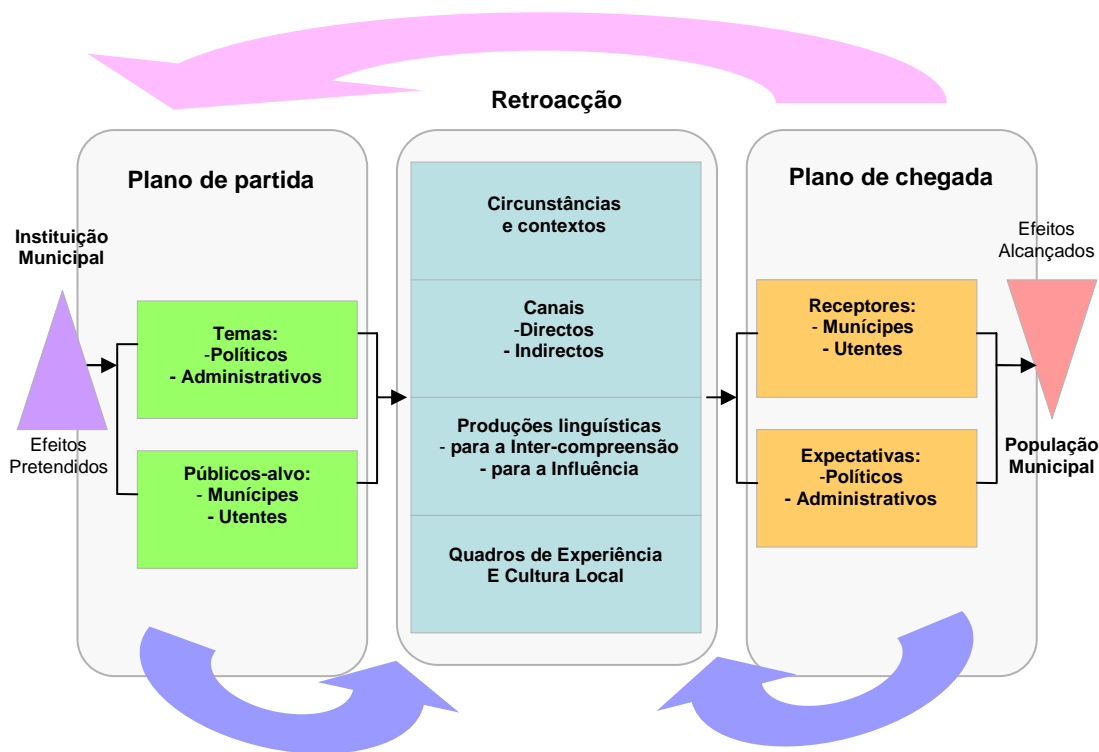 Retroacção
Plano de partida
Instituição
Municipal
Efeitos
Pretendidos
Temas:
-Políticos
- Administrativos
Públicos-alvo:
- Munícipes
- Utentes
Circunstâncias
e contextos
Canais
-Directos
- Indirectos
Produções linguísticas
- para a Inter-compreensão
- para a Influência
Quadros de Experiência
E Cultura Local
Plano de chegada
Receptores:
- Munícipes
- Utentes
Expectativas:
-Políticos
- Administrativos
Efeitos
Alcançados
População
Municipal